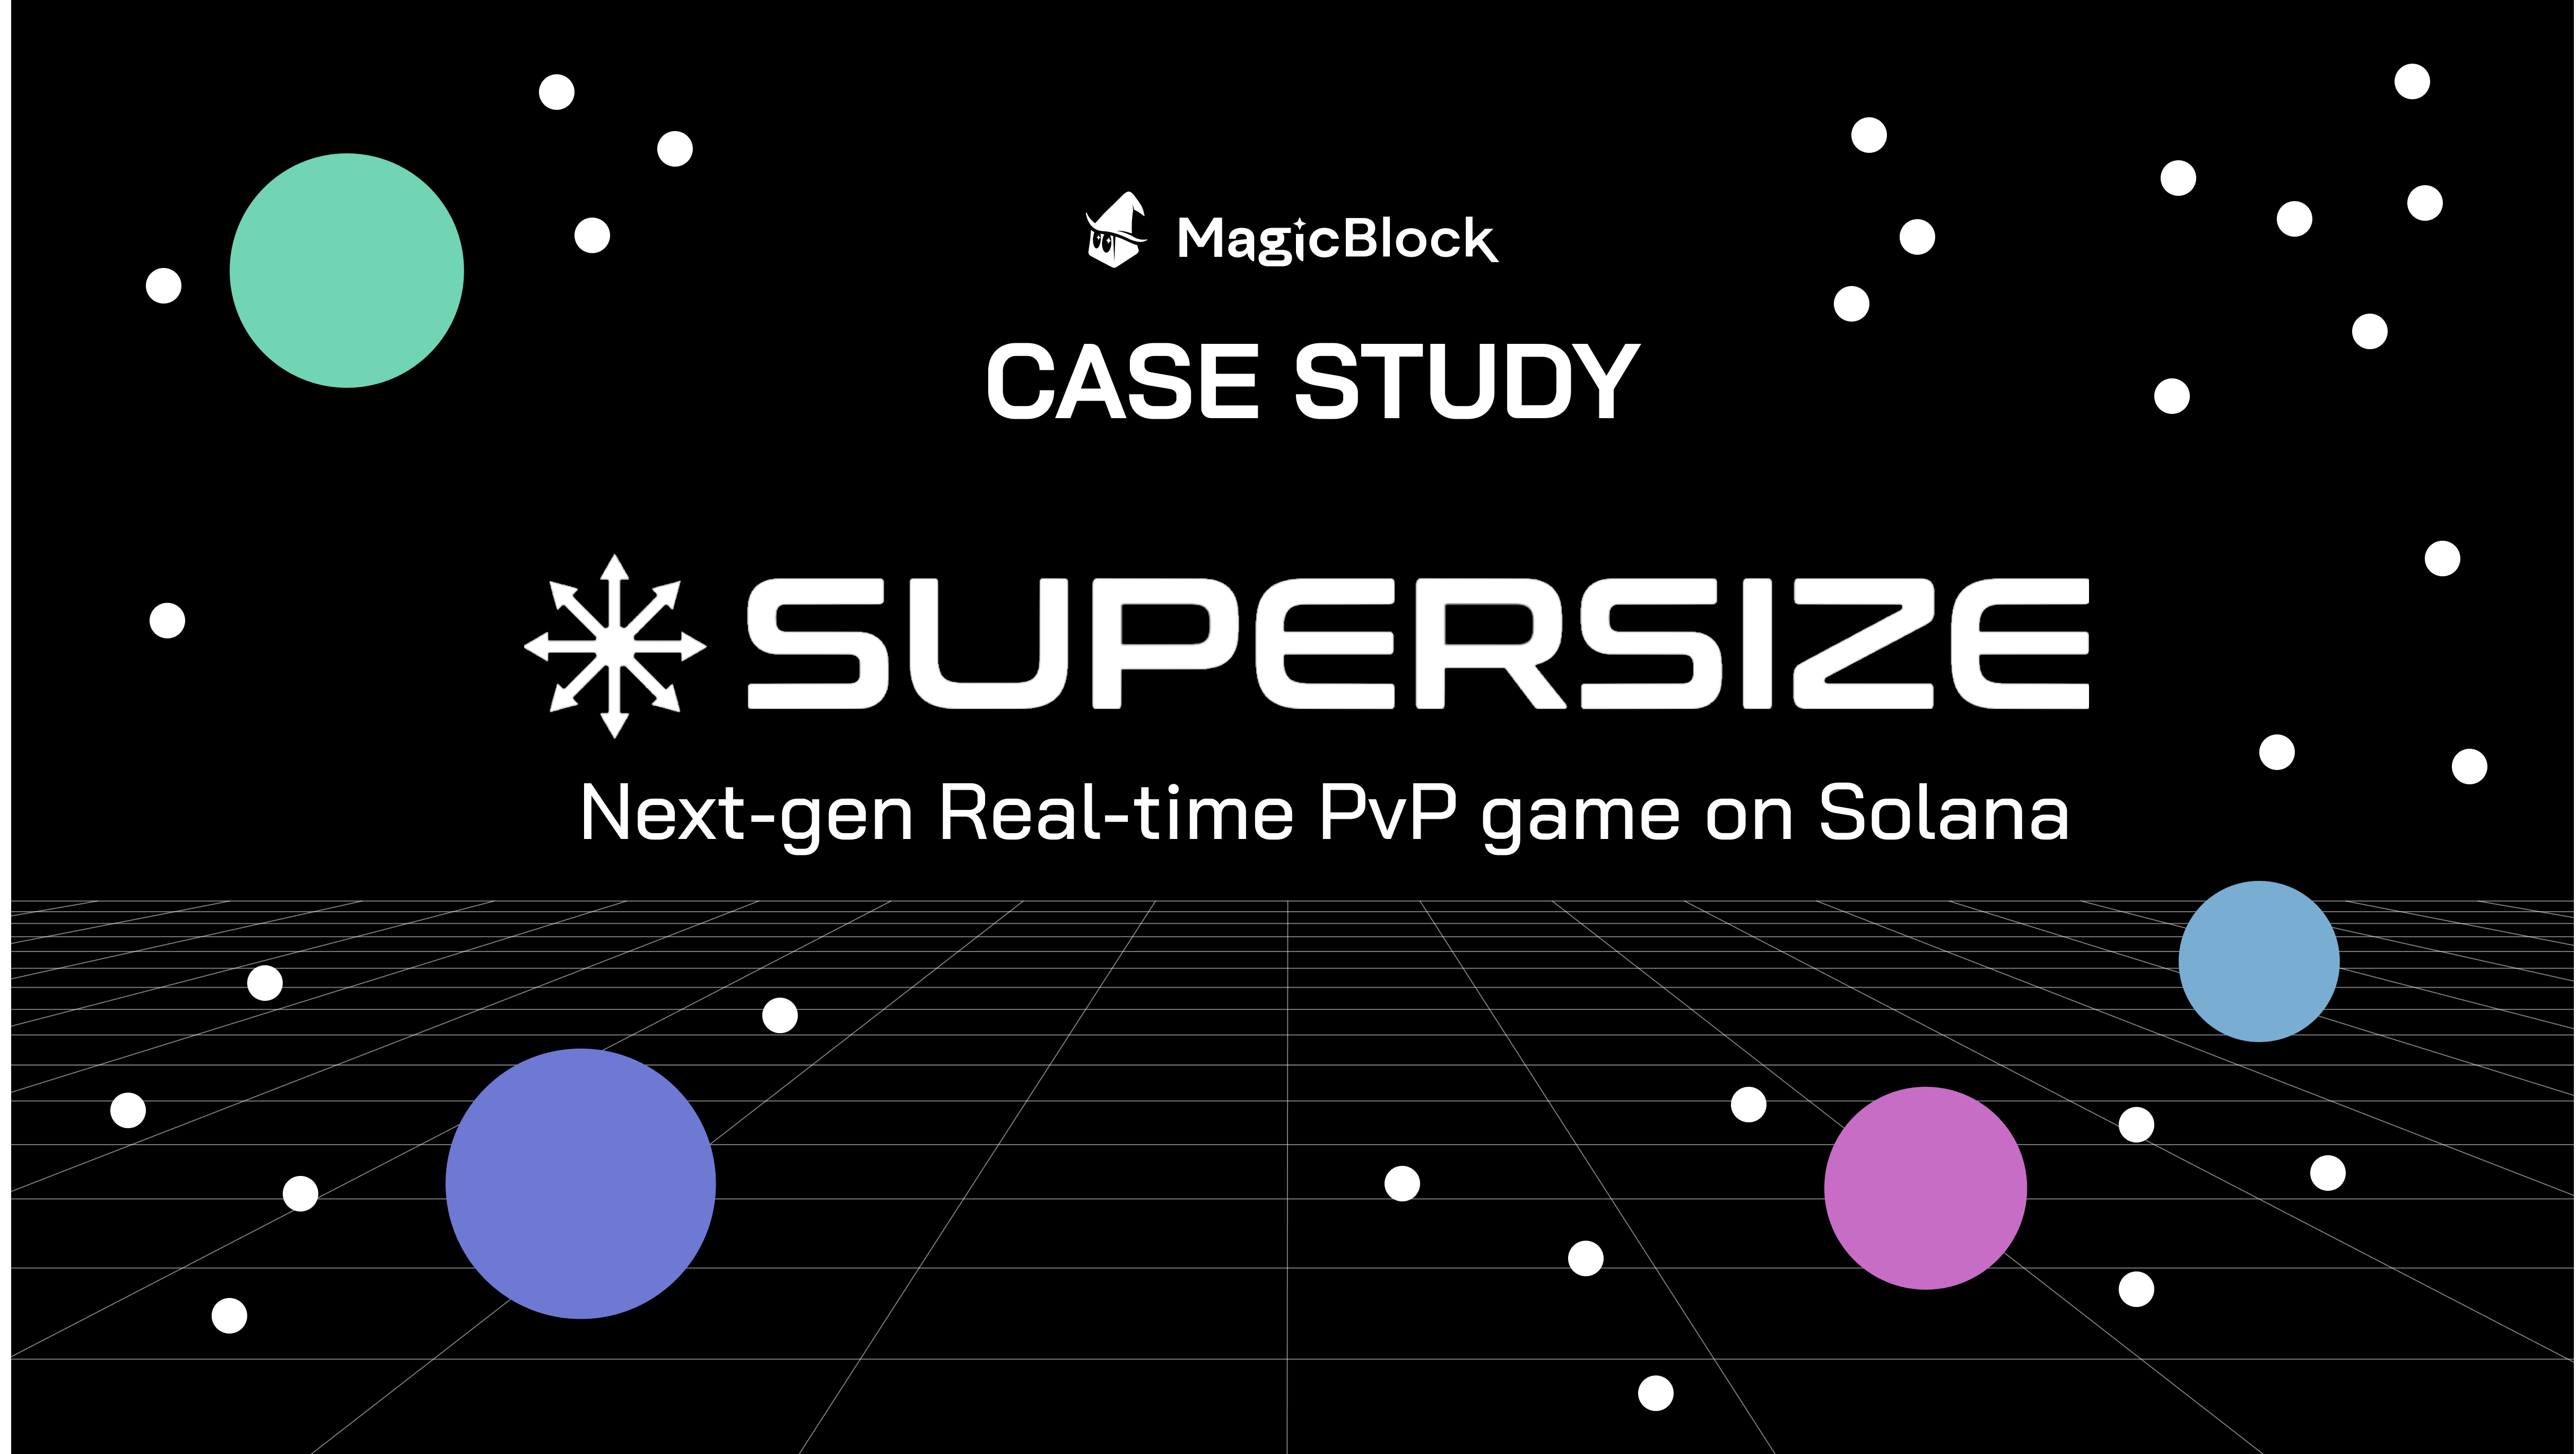 MagicBlock
CASE STUDY
SUPERSIZE
Next-gen Real-time PvP game on Solana